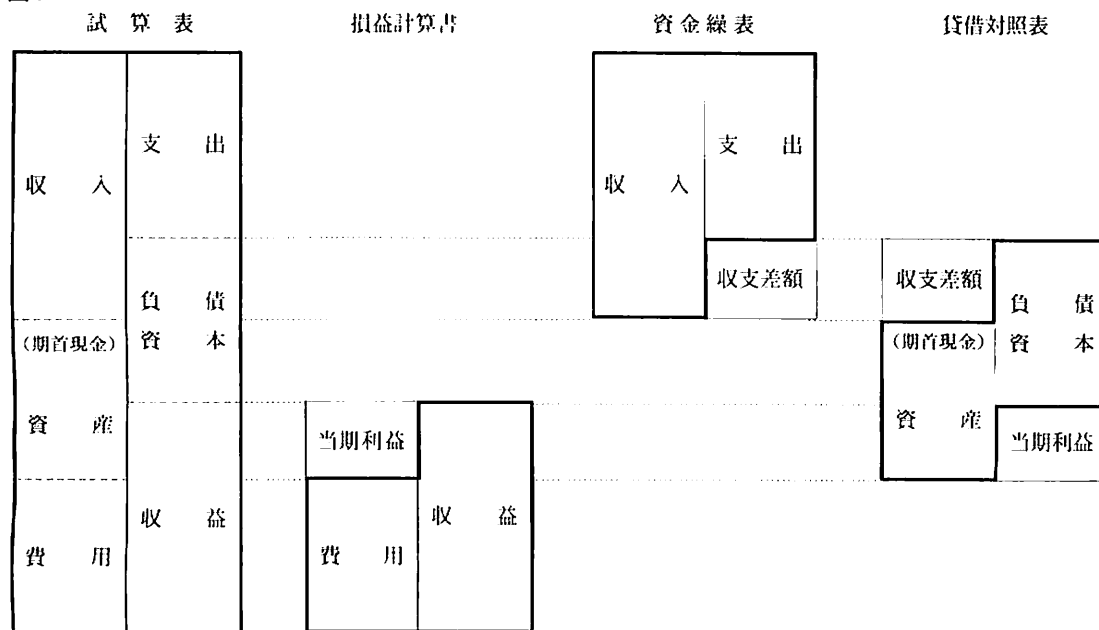 試算表
損益計算書
資金繰表
貸借対照表
収入
支出
(期首現金)
資産
負債
資本
費用
収益
当期利益
費用
収益
収入
支出
収支差額
収支差額
(期首現金)
資産
負債
資本
当期利益